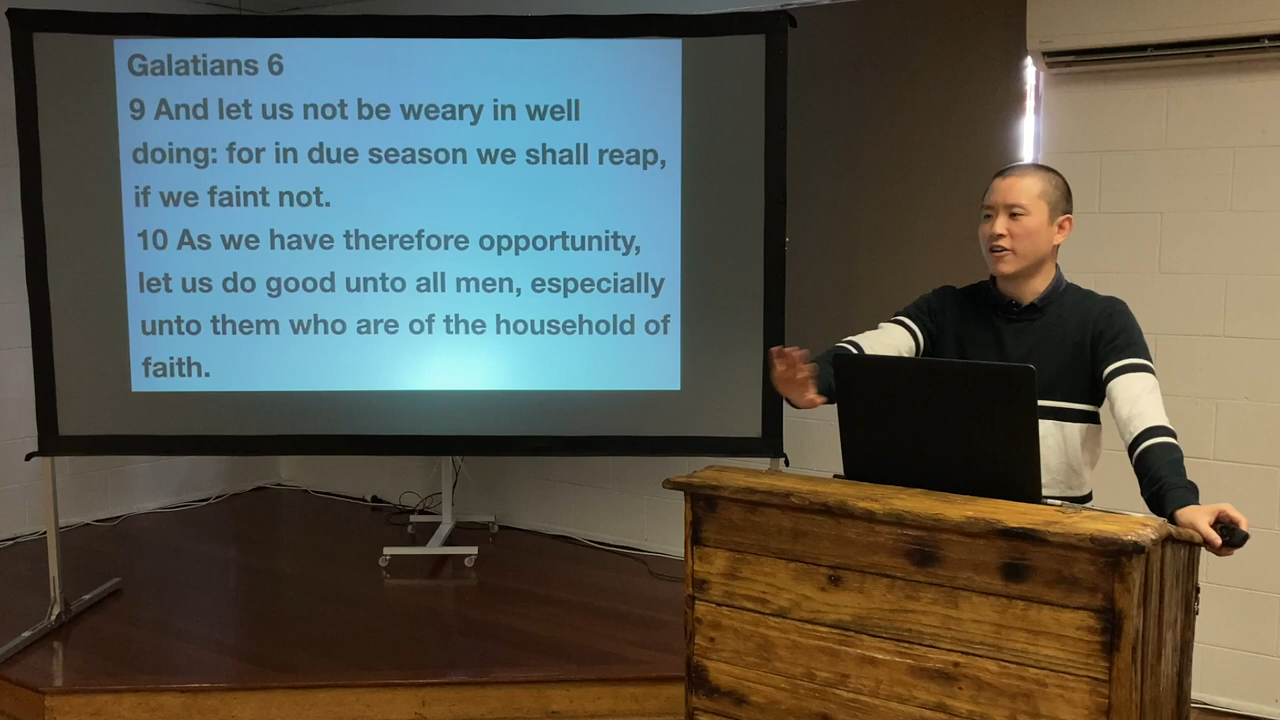 Galatians 6
9 And let us not be weary in well
doing: for in due season we shall reap,
if we faint not.
10 As we have therefore opportunity,
let us do good unto all men, especially
unto them who are of the household of
faith.